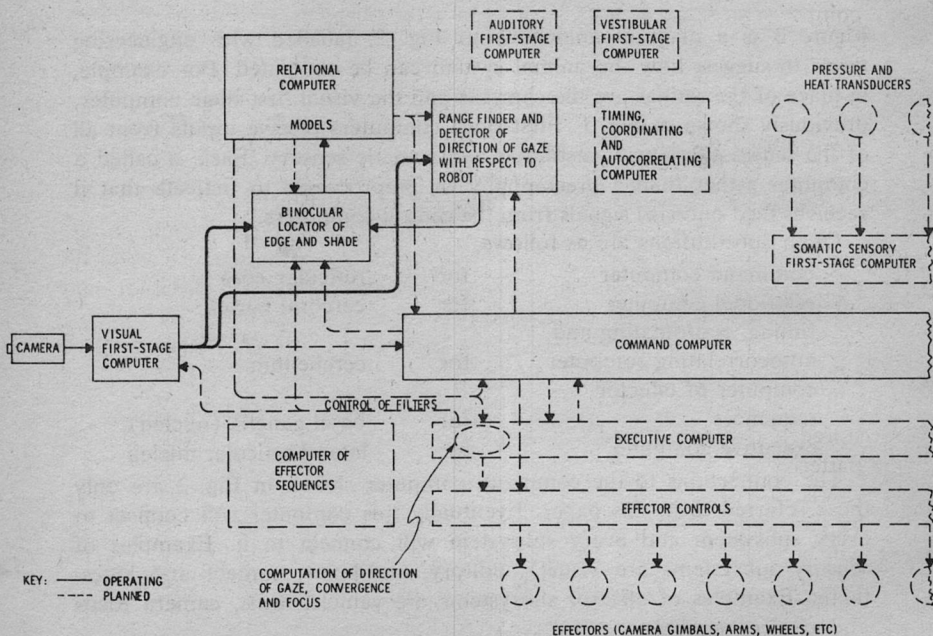 AUDITORY
FIRST-STAGE
COMPUTER
VESTIBULAR
FIRST-STAGE
COMPUTER
RELATIONAL
COMPUTER
PRESSURE AND
HEAT TRANSDUCERS
MODELS
RANGE FINDER AND
DETECTOR OF
DIRECTION OF GAZE
WITH RESPECT TO
ROBOT
TIMING,
COORDINATING
AND
AUTOCORRELATING
COMPUTER
BINOCULAR
LOCATOR OF
EDGE AND SHADE
SOMATIC SENSORY
FIRST-STAGE COMPUTER
CAMERA
VISUAL
FIRST-STAGE
COMPUTER
COMMAND COMPUTER
CONTROL OF FILTERS
EXECUTIVE COMPUTER
COMPUTER OF
EFFECTOR
SEQUENCES
EFFECTOR CONTROLS
KEY:
OPERATING
PLANNED
COMPUTATION OF DIRECTION
OF GAZE, CONVERGENCE
AND FOCUS
EFFECTORS (CAMERA GIMBALS, ARMS, WHEELS, ETC)